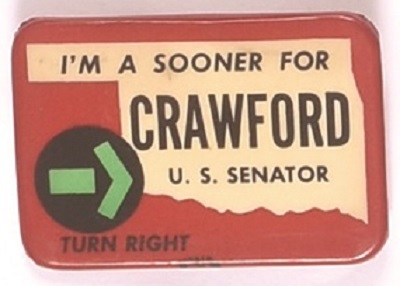 I'M A SOONER FOR
CRAWFORD
U. S. SENATOR
TURN RIGHT